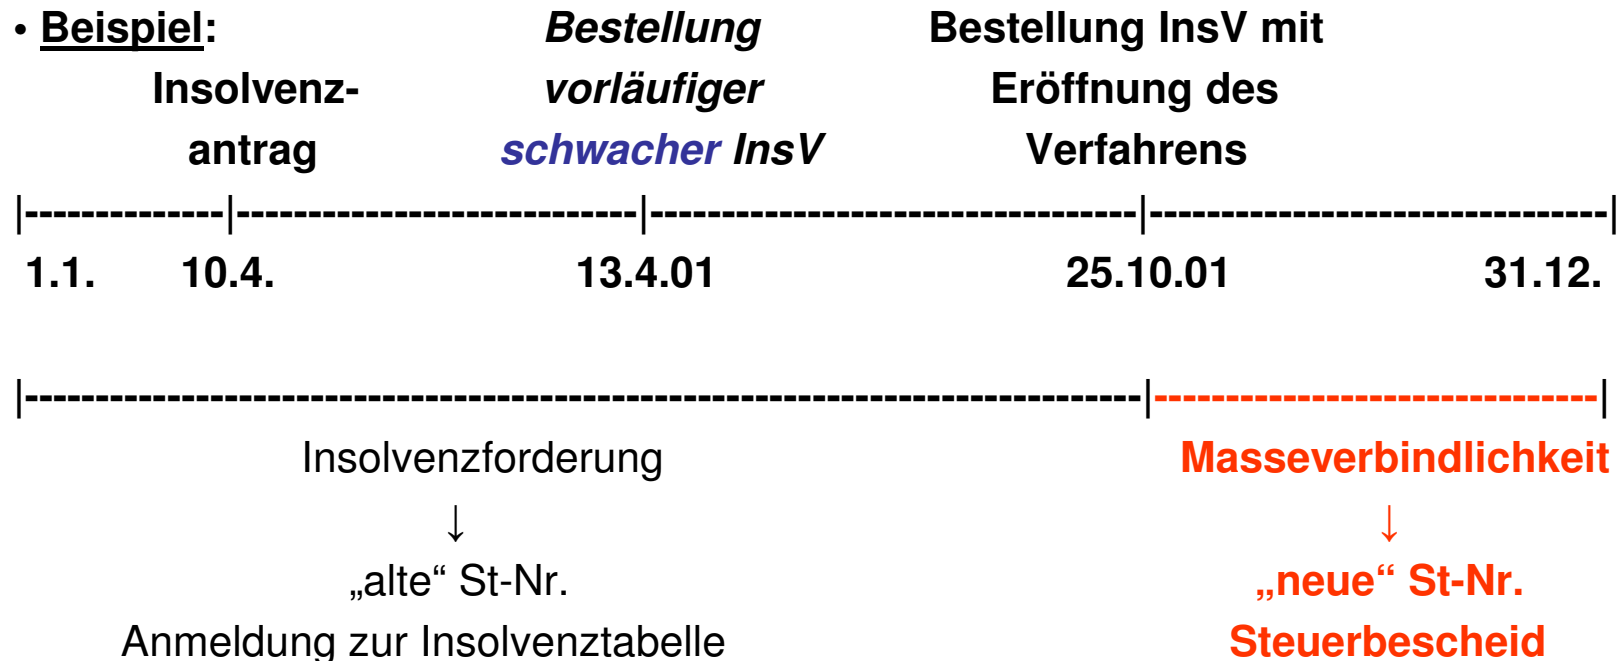 • Beispiel: Bestellung Bestellung InsV mit
Insolvenz- vorläufiger Eröffnung des
antrag schwacher InsV Verfahrens
|--------------|----------------------------|----------------------------------|--------------------------------|
1.1. 10.4. 13.4.01 25.10.01 31.12.
|------------------------------------------------------------------------------|-------------------------------|
Insolvenzforderung Masseverbindlichkeit
↓ ↓
„alte“ St-Nr. „neue“ St-Nr.
Anmeldung zur Insolvenztabelle Steuerbescheid